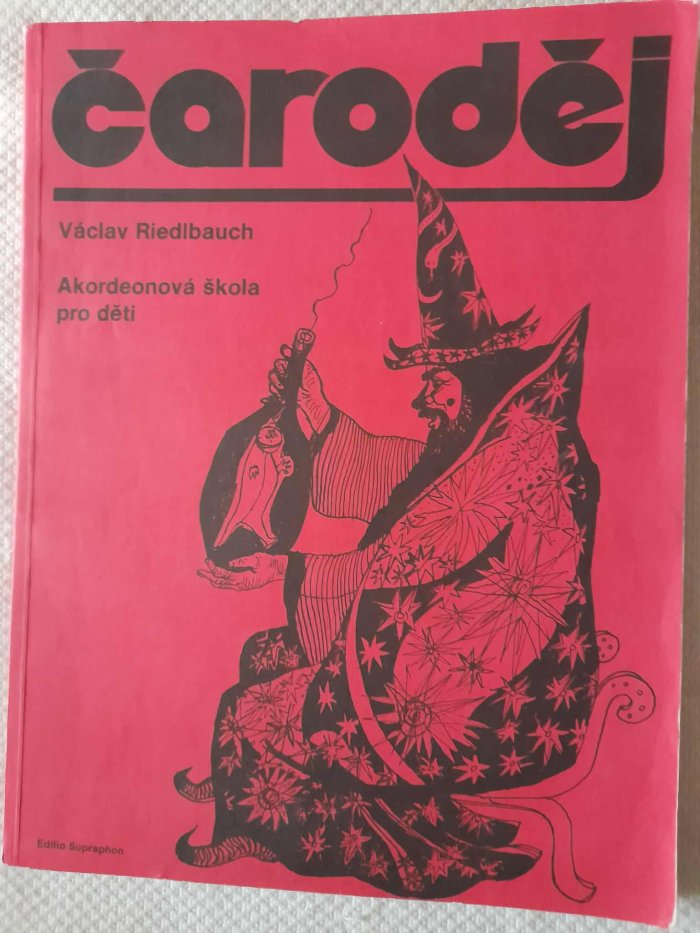 čaroděj
Václav Riedlbauch
Akordeonová škola
pro děti
Editio Supraphon